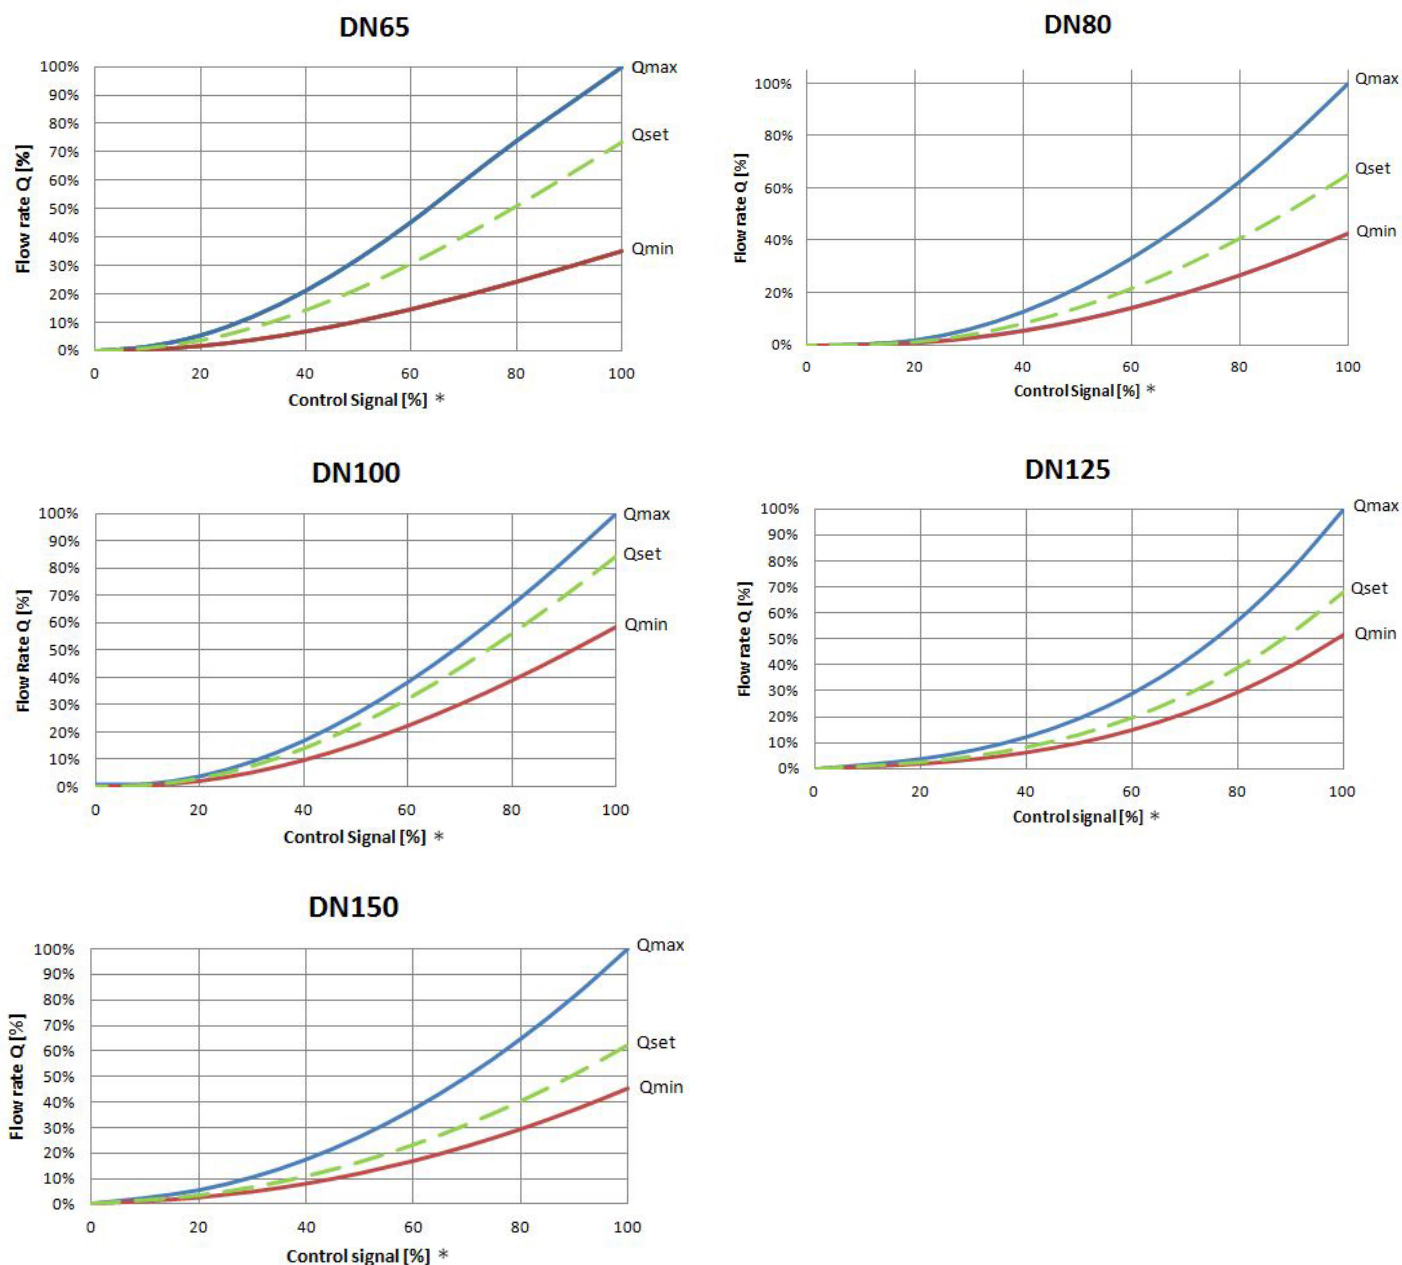 DN65
100%
90%
80%
70%
60%
50%
40%
30%
20%
10%
0%
Flow rate Q [%]
Qmax
Qset
Qmin
0 20 40 60 80 100
Control Signal [%] *
DN80
100%
80%
60%
40%
20%
0%
Flow rate Q [%]
Qmax
Qset
Qmin
0 20 40 60 80 100
Control Signal [%] *
DN100
100%
90%
80%
70%
60%
50%
40%
30%
20%
10%
0%
Flow Rate Q [%]
Qmax
Qset
Qmin
0 20 40 60 80 100
Control Signal [%] *
DN125
100%
90%
80%
70%
60%
50%
40%
30%
20%
10%
0%
Flow rate Q [%]
Qmax
Qset
Qmin
0 20 40 60 80 100
Control signal [%] *
DN150
100%
90%
80%
70%
60%
50%
40%
30%
20%
10%
0%
Flow rate Q [%]
Qmax
Qset
Qmin
0 20 40 60 80 100
Control signal [%] *